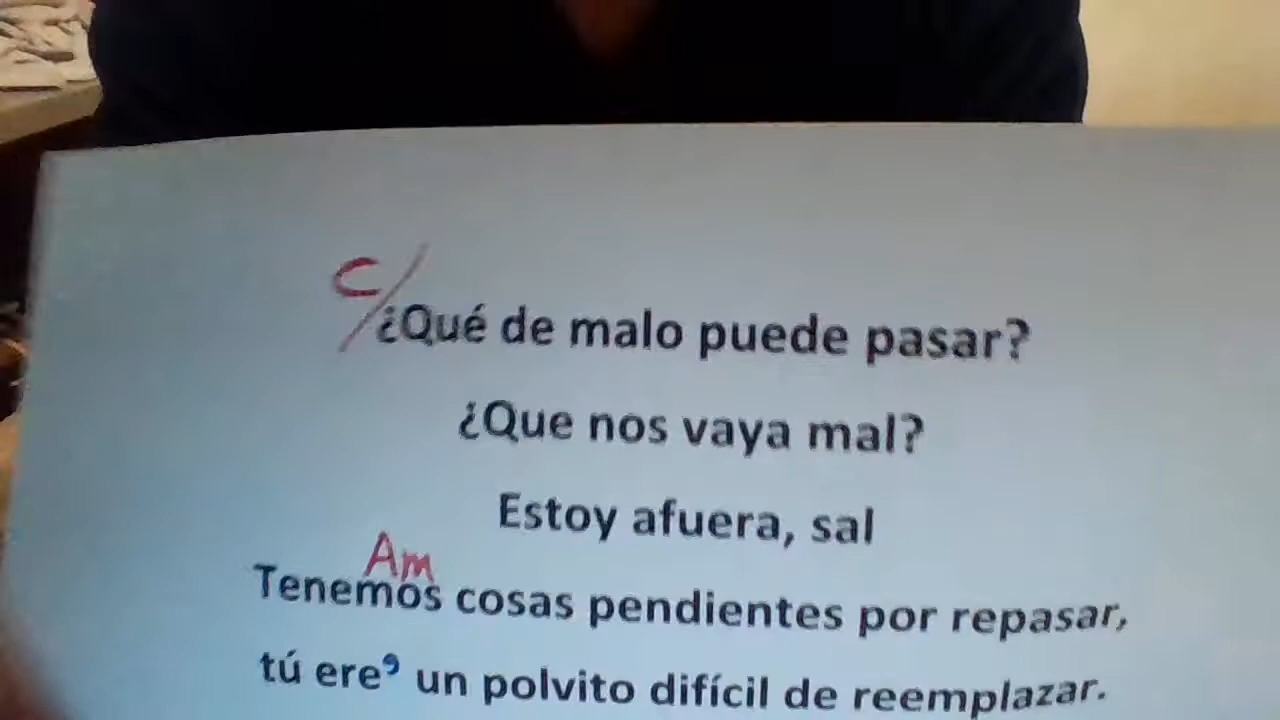 C/
¿Qué de malo puede pasar?
¿Que nos vaya mal?
Estoy afuera, sal
Am
Tenemos cosas pendientes por repasar,
tú ere⁹ un polvito difícil de reemplazar.